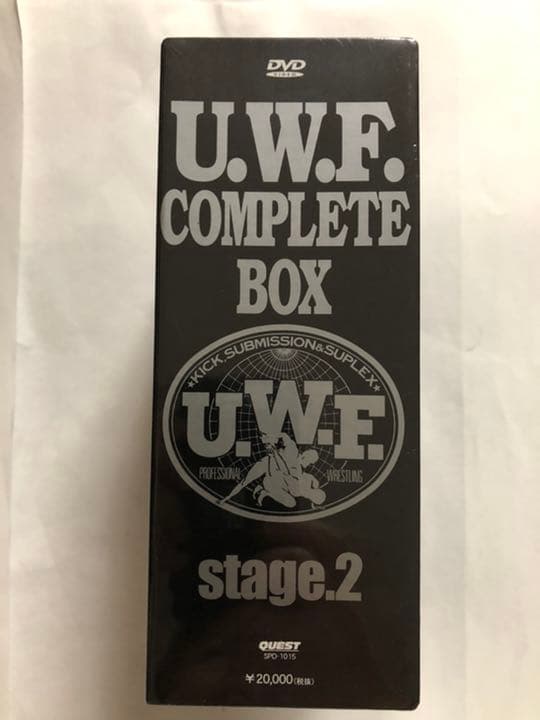 DVD
VIDEO
U.W.F.
COMPLETE
BOX
★KICK, SUBMISSION & SUPLEX★
U.W.F.
PROFESSIONAL WRESTLING
stage.2
QUEST
SPD-1015
¥20,000(税抜)